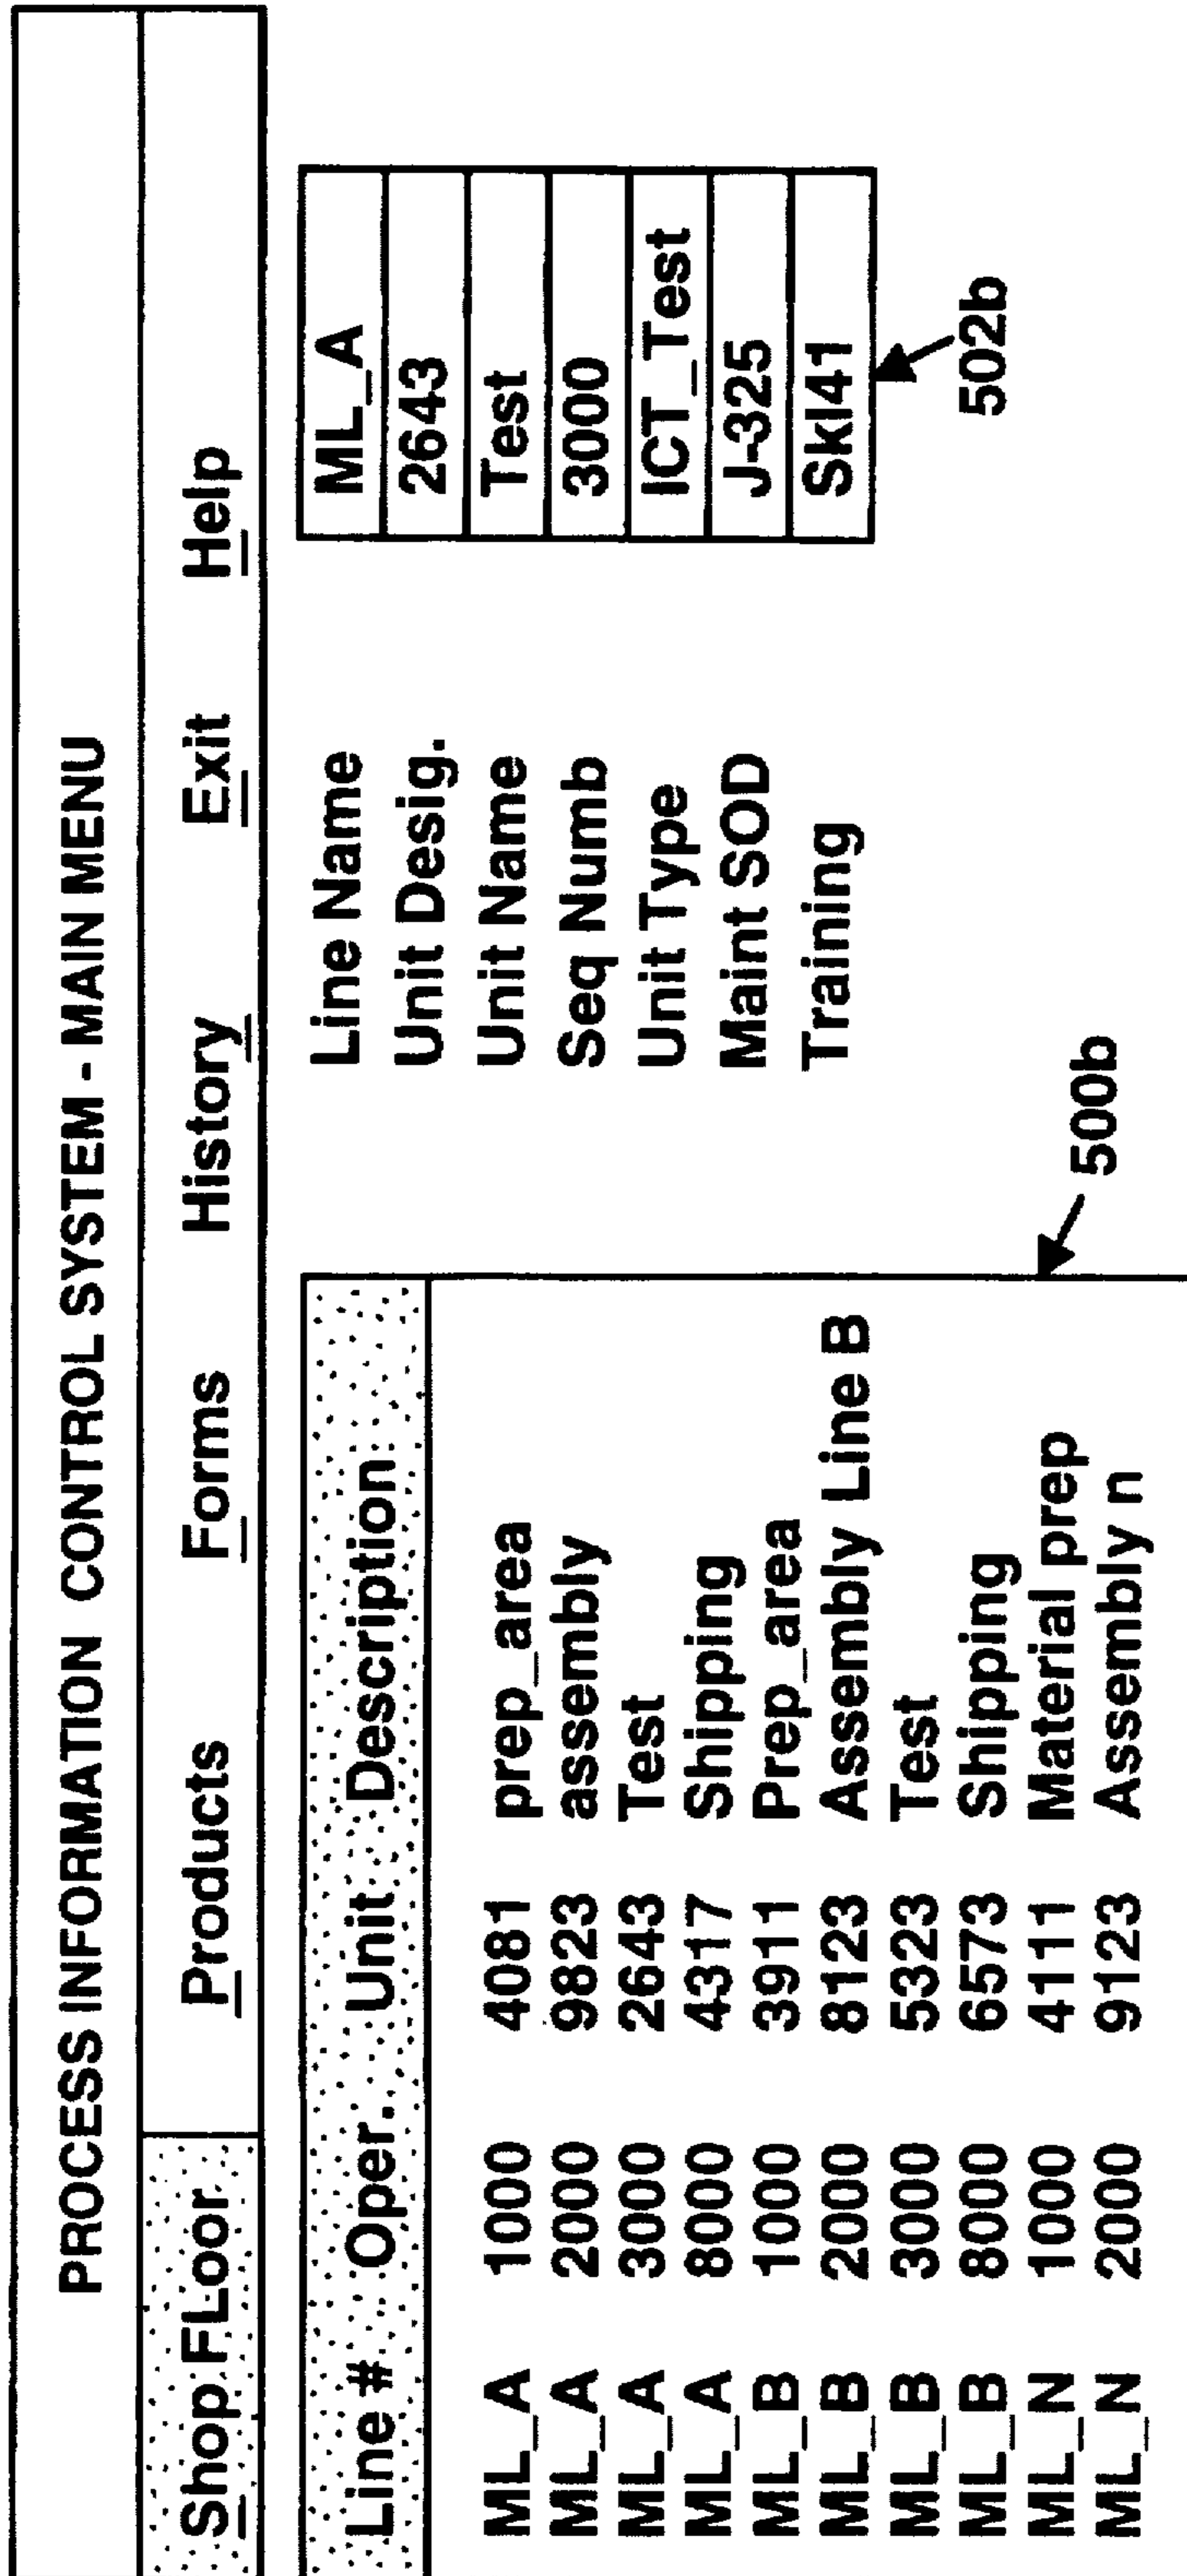 PROCESS INFORMATION CONTROL SYSTEM - MAIN MENU
Shop FLoor Products Forms History Exit Help
Line # Oper. Unit Description
ML_A 1000 4081 prep_area
ML_A 2000 9823 assembly
ML_A 3000 2643 Test
ML_A 8000 4317 Shipping
ML_B 1000 3911 Prep_area
ML_B 2000 8123 Assembly Line B
ML_B 3000 5323 Test
ML_B 8000 6573 Shipping
ML_N 1000 4111 Material prep
ML_N 2000 9123 Assembly n
500b
Line Name ML_A
Unit Desig. 2643
Unit Name Test
Seq Numb 3000
Unit Type ICT_Test
Maint SOD J-325
Training Skl41
502b